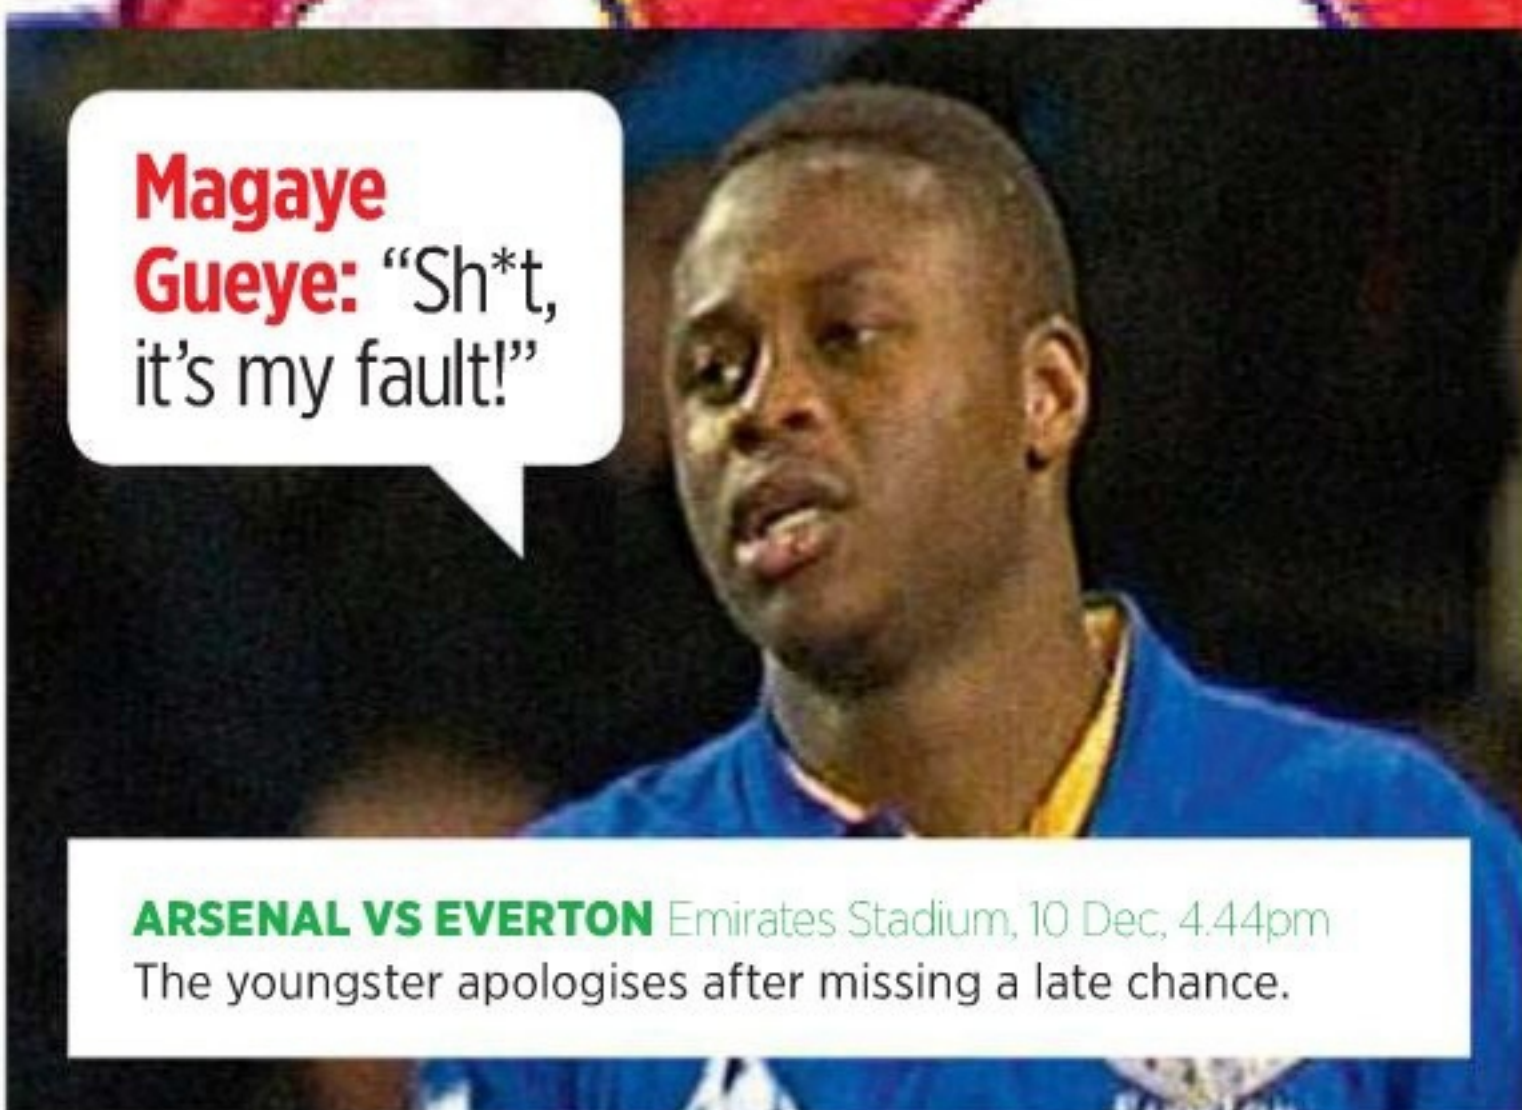 Magaye
Gueye: “Sh*t,
it’s my fault!”
ARSENAL VS EVERTON Emirates Stadium, 10 Dec, 4.44pm
The youngster apologises after missing a late chance.